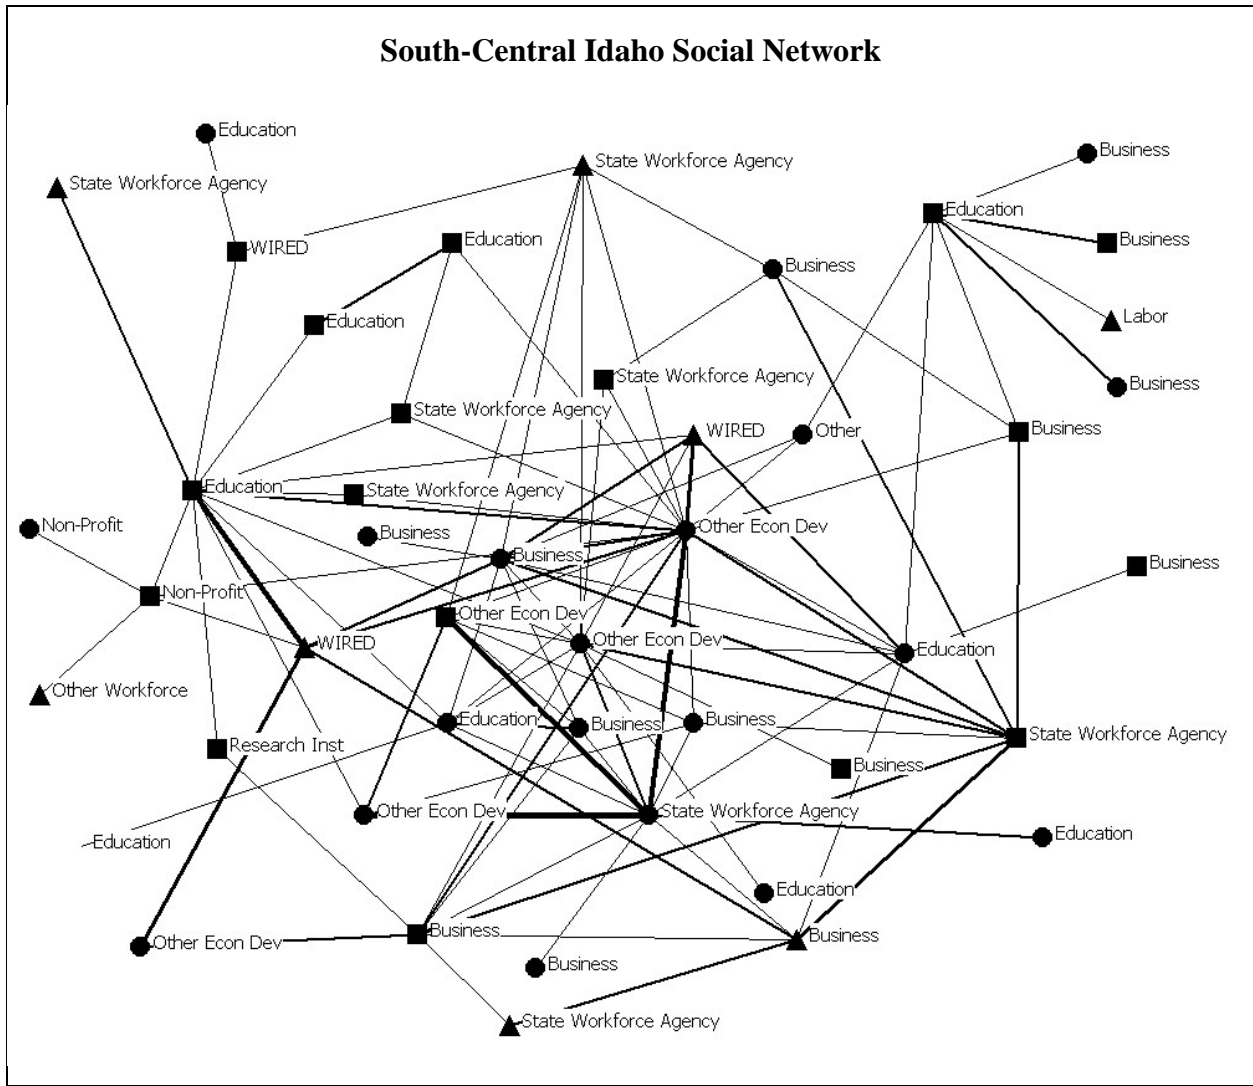 South-Central Idaho Social Network
Education
Business
State Workforce Agency
State Workforce Agency
Education
Education
Business
WIRED
Business
Labor
Education
State Workforce Agency
Business
State Workforce Agency
WIRED
Other
Business
Education
State Workforce Agency
Non-Profit
Business
Other Econ Dev
Business
Business
Non-Profit
Other Econ Dev
WIRED
Other Econ Dev
Education
Other Workforce
Education
Business
Business
Research Inst
State Workforce Agency
Business
Other Econ Dev
State Workforce Agency
Education
Education
Education
Other Econ Dev
Business
Business
Business
State Workforce Agency